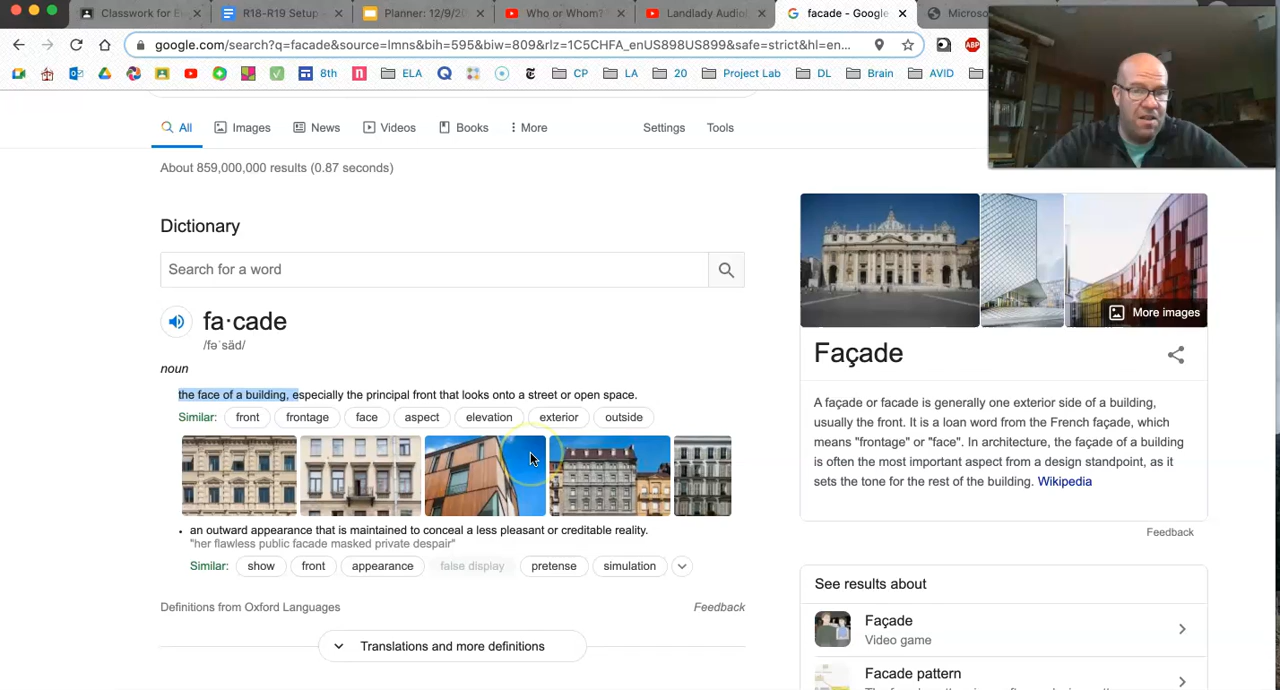 Classwork for E
R18-R19 Setup -
Planner: 12/9/20
Who or Whom?
Landlady Audiol
facade - Google
Microso
google.com/search?q=facade&source=lmns&bih=595&biw=809&rlz=1C5CHFA_enUS898US999&safe=strict&hl=en...
ABP
8th
ELA
CP
LA
20
Project Lab
DL
Brain
AVID
All
Images
News
Videos
Books
More
Settings
Tools
About 859,000,000 results (0.87 seconds)
Dictionary
Search for a word
fa·cade
/fəˈsäd/
noun
the face of a building, especially the principal front that looks onto a street or open space.
Similar: front frontage face aspect elevation exterior outside
• an outward appearance that is maintained to conceal a less pleasant or creditable reality.
"her flawless public facade masked private despair"
Similar: show front appearance false display pretense simulation
Definitions from Oxford Languages
Feedback
Translations and more definitions
More images
Façade
A façade or facade is generally one exterior side of a building,
usually the front. It is a loan word from the French façade, which
means "frontage" or "face". In architecture, the façade of a building
is often the most important aspect from a design standpoint, as it
sets the tone for the rest of the building. Wikipedia
Feedback
See results about
Façade
Video game
Facade pattern